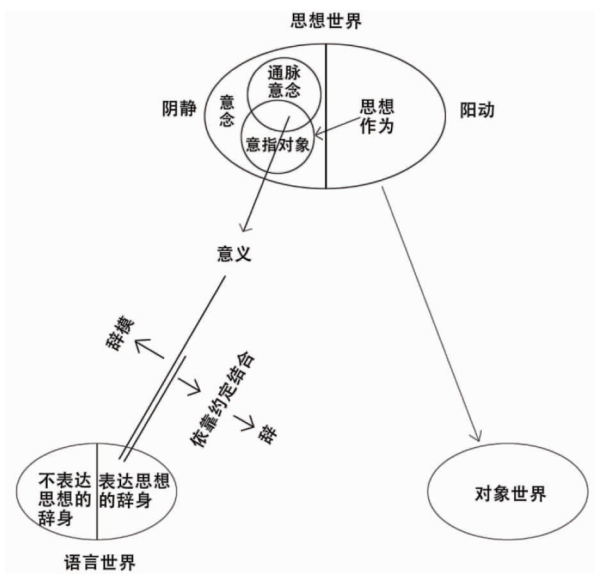 思想世界
通脉
意念
意
念
阴静
思想
作为
阳动
意指对象
意义
辞模
依靠约定结合
辞
不表达
思想的
辞身
表达思想
的辞身
对象世界
语言世界